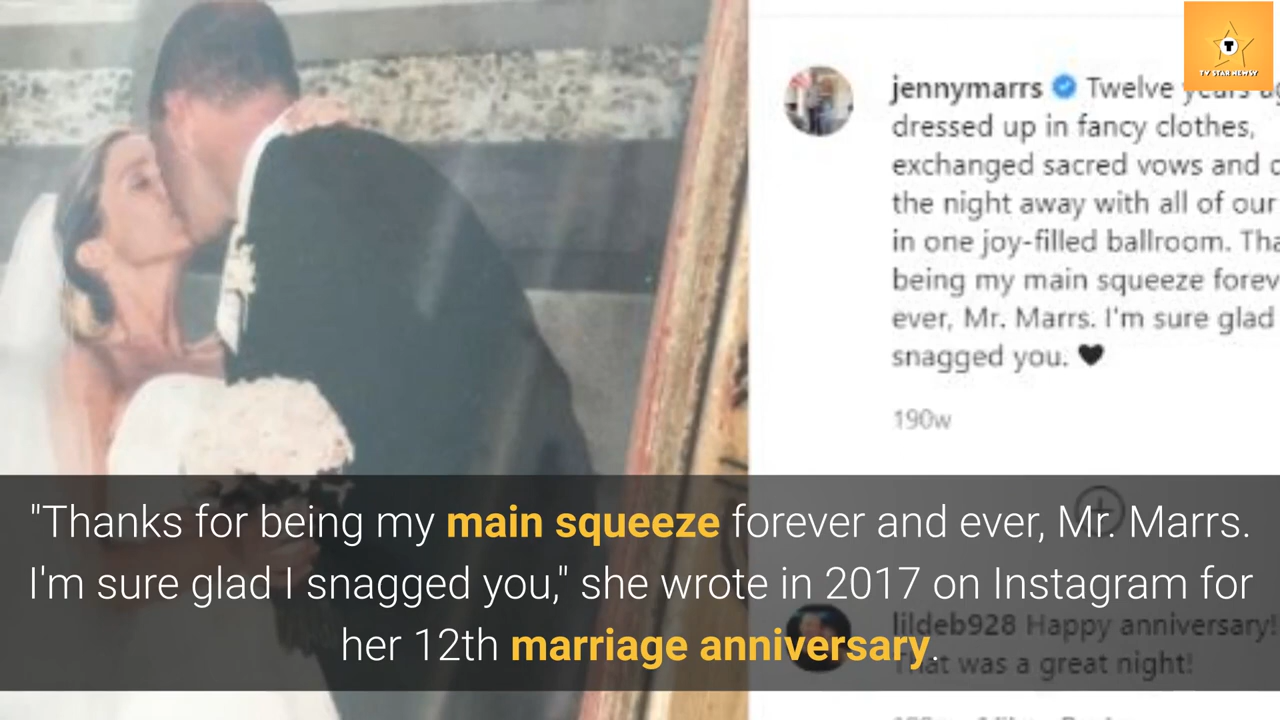 TV STAR NEWSY
jennymarrs Twelve years
dressed up in fancy clothes,
exchanged sacred vows and
the night away with all of our
in one joy-filled ballroom.
being my main squeeze
ever, Mr. Marrs. I'm sure glad
snagged you. 🖤
190w
"Thanks for being my main squeeze forever and ever, Mr. Marrs.
I'm sure glad I snagged you," she wrote in 2017 on Instagram for
her 12th marriage anniversary.
lildeb928 Happy anniversary!
That was a great night!